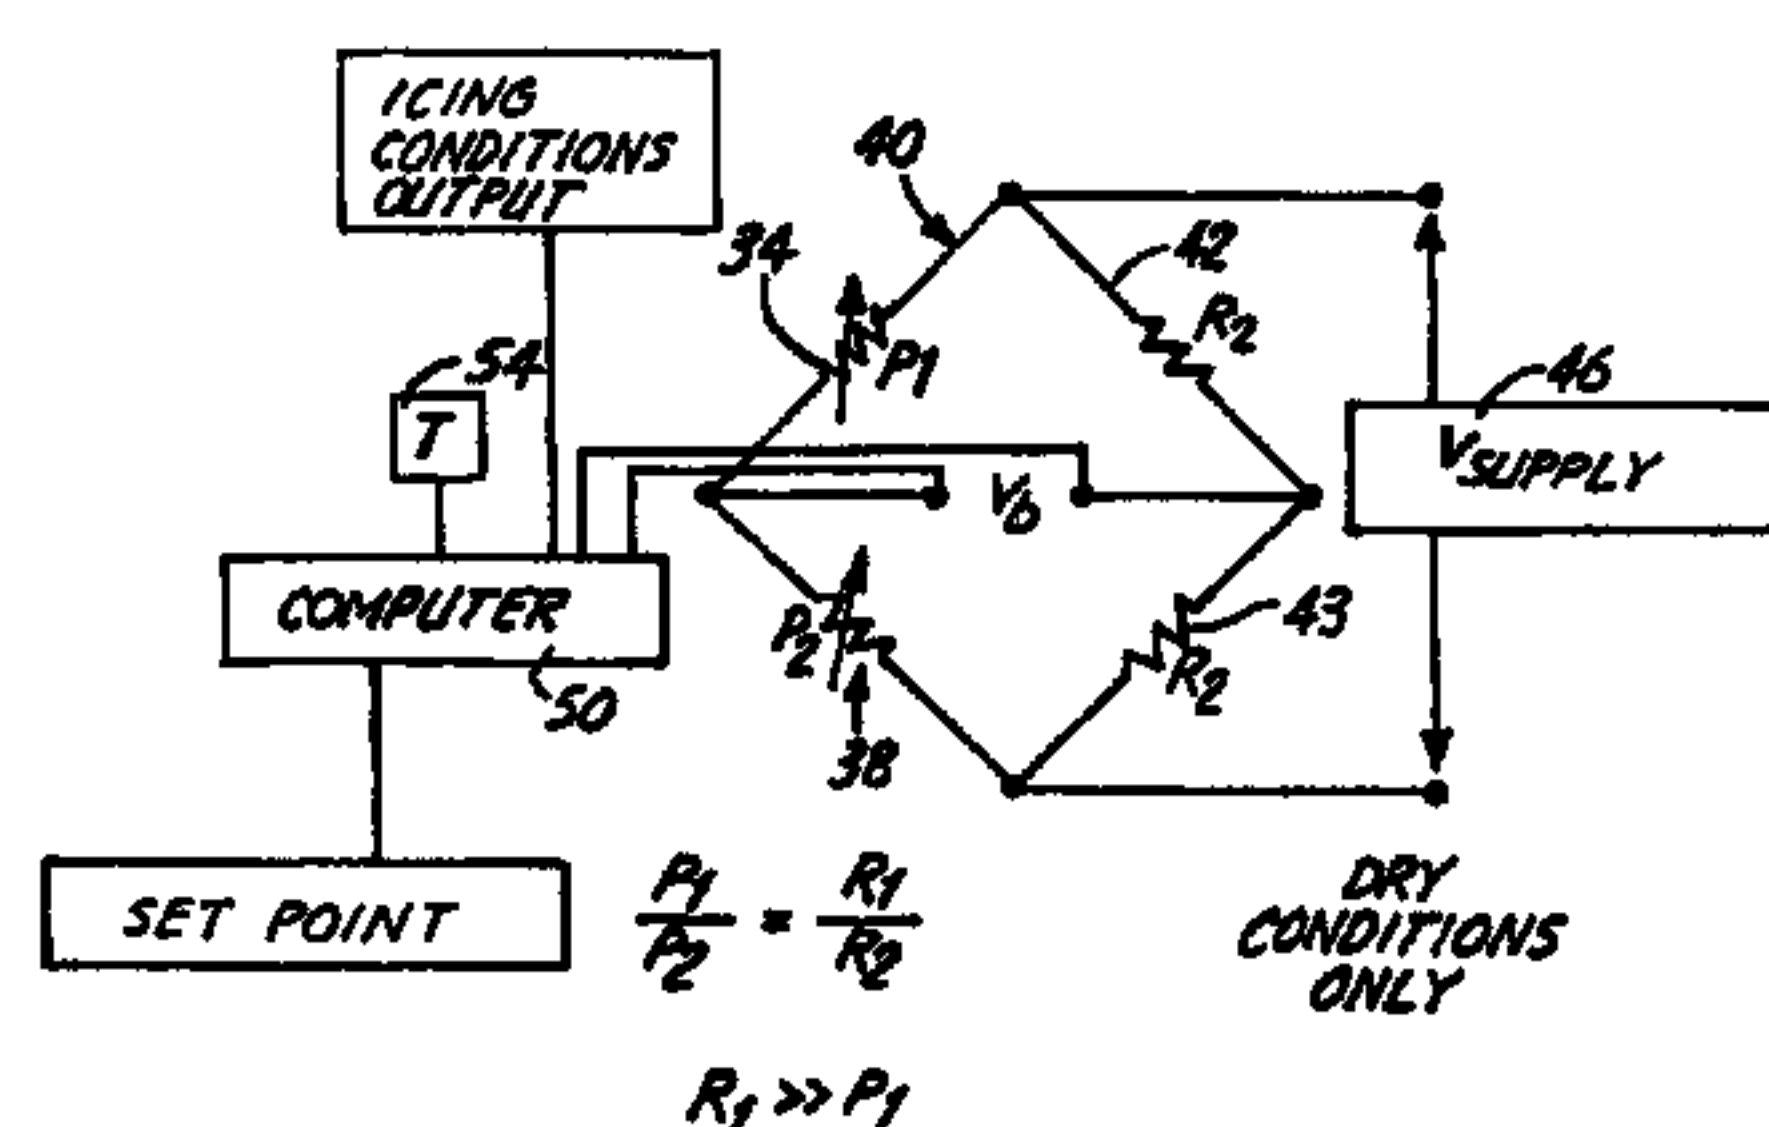 ICING
CONDITIONS
OUTPUT
40
34
42
P1
R2
54
T
46
VSUPPLY
Vb
COMPUTER
50
P2
43
R2
38
SET POINT
P1/P2 = R1/R2
DRY
CONDITIONS
ONLY
R1 >> P1